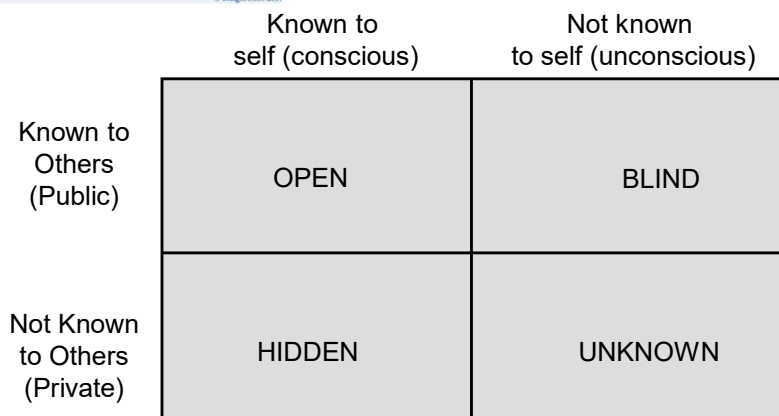 Known to
self (conscious)
Not known
to self (unconscious)
Known to
Others
(Public)
OPEN
BLIND
Not Known
to Others
(Private)
HIDDEN
UNKNOWN